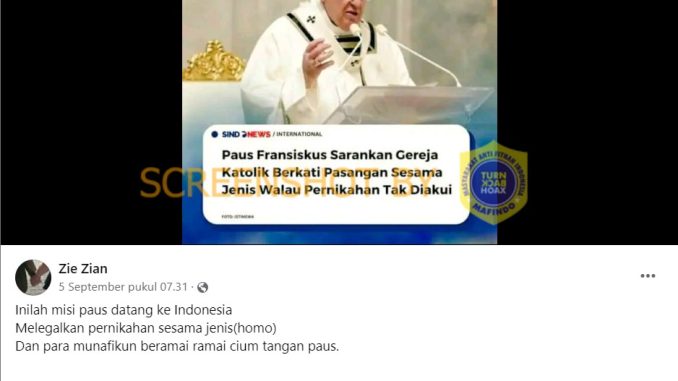 SINDONEWS / INTERNATIONAL
Paus Fransiskus Sarankan Gereja
Katolik Berkati Pasangan Sesama
Jenis Walau Pernikahan Tak Diakui
SCREENSHOT BY
MASYARAKAT ANTI FITNAH INDONESIA
TURN
BACK
HOAX
MAFINDO
FOTO: ISTIMEWA
Zie Zian
5 September pukul 07.31 ·
Inilah misi paus datang ke Indonesia
Melegalkan pernikahan sesama jenis(homo)
Dan para munafikun beramai ramai cium tangan paus.